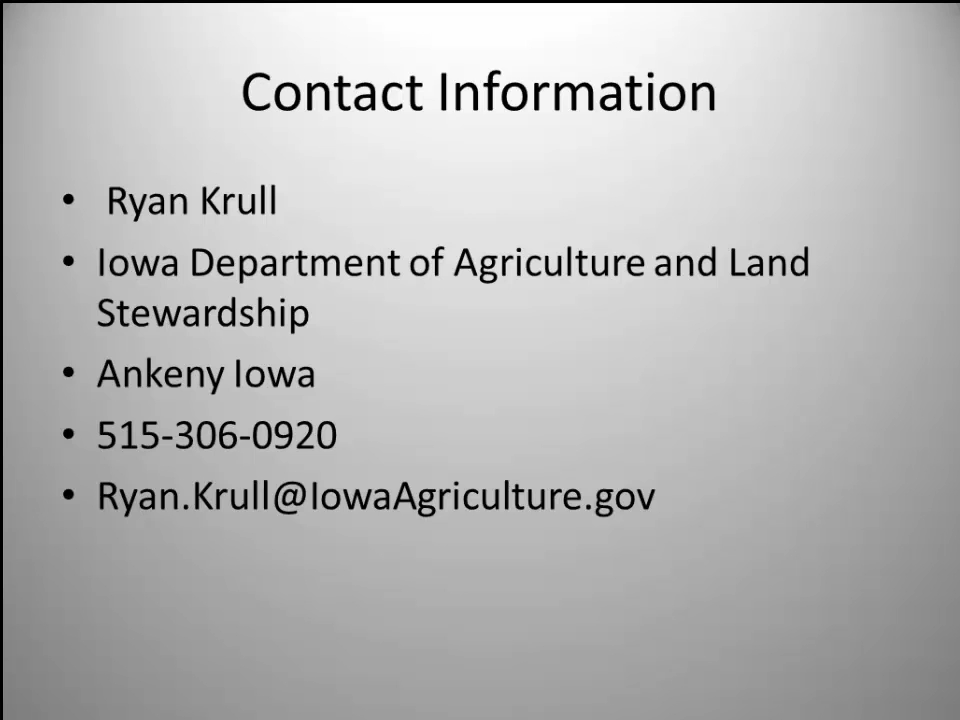 Contact Information
• Ryan Krull
• Iowa Department of Agriculture and Land
Stewardship
• Ankeny Iowa
• 515-306-0920
• Ryan.Krull@IowaAgriculture.gov